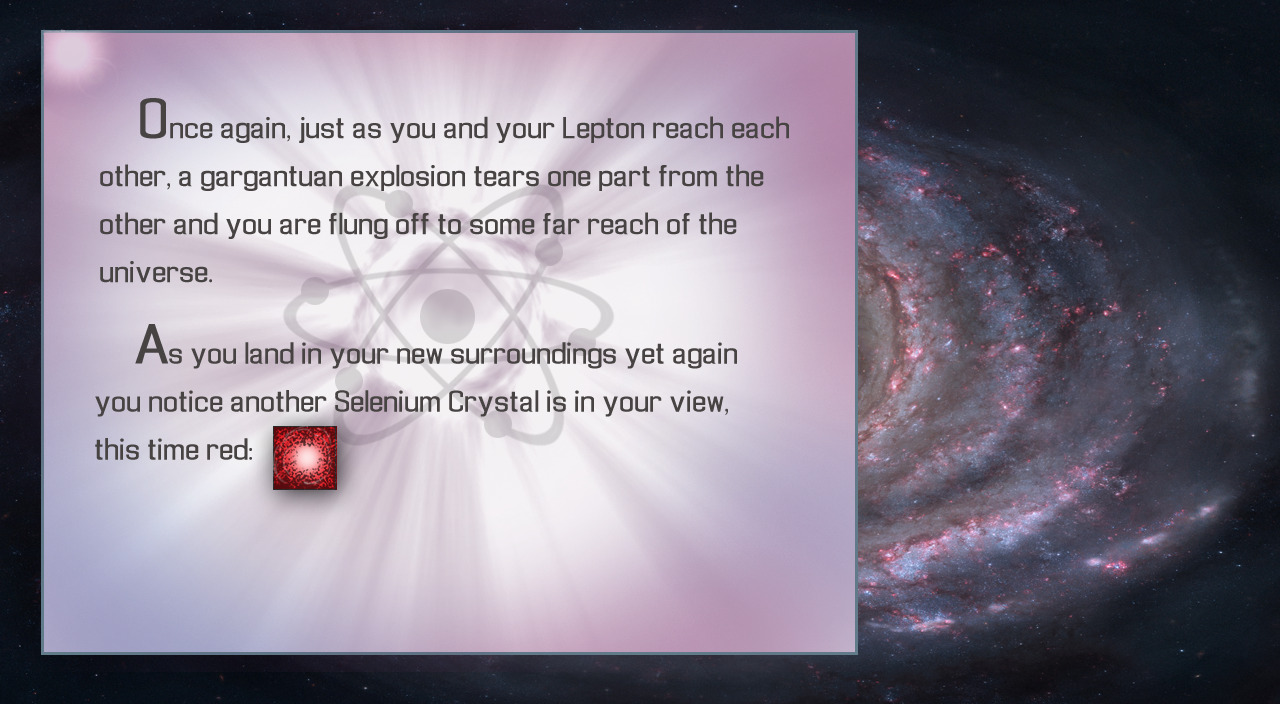 Once again, just as you and your Lepton reach each
other, a gargantuan explosion tears one part from the
other and you are flung off to some far reach of the
universe.
As you land in your new surroundings yet again
you notice another Selenium Crystal is in your view,
this time red: